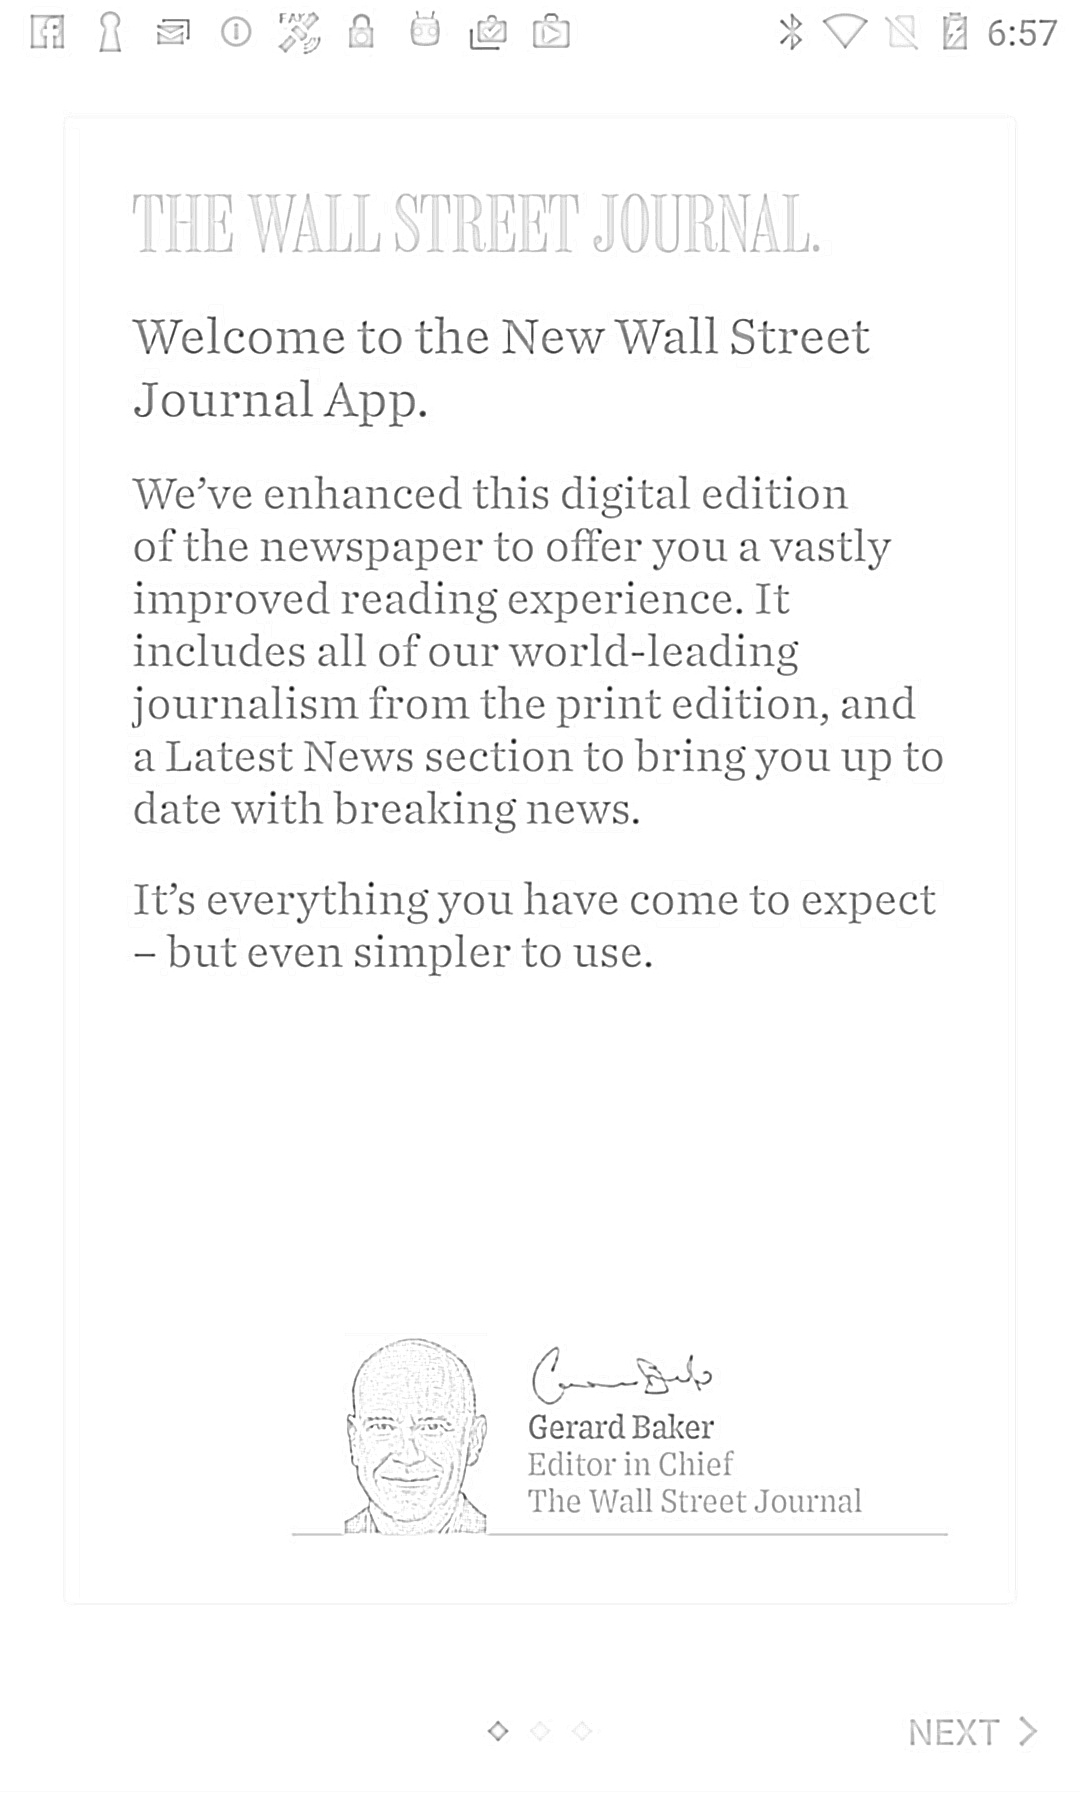 FAKE
6:57
THE WALL STREET JOURNAL.
Welcome to the New Wall Street
Journal App.
We’ve enhanced this digital edition
of the newspaper to offer you a vastly
improved reading experience. It
includes all of our world-leading
journalism from the print edition, and
a Latest News section to bring you up to
date with breaking news.
It’s everything you have come to expect
– but even simpler to use.
Gerard Baker
Editor in Chief
The Wall Street Journal
NEXT